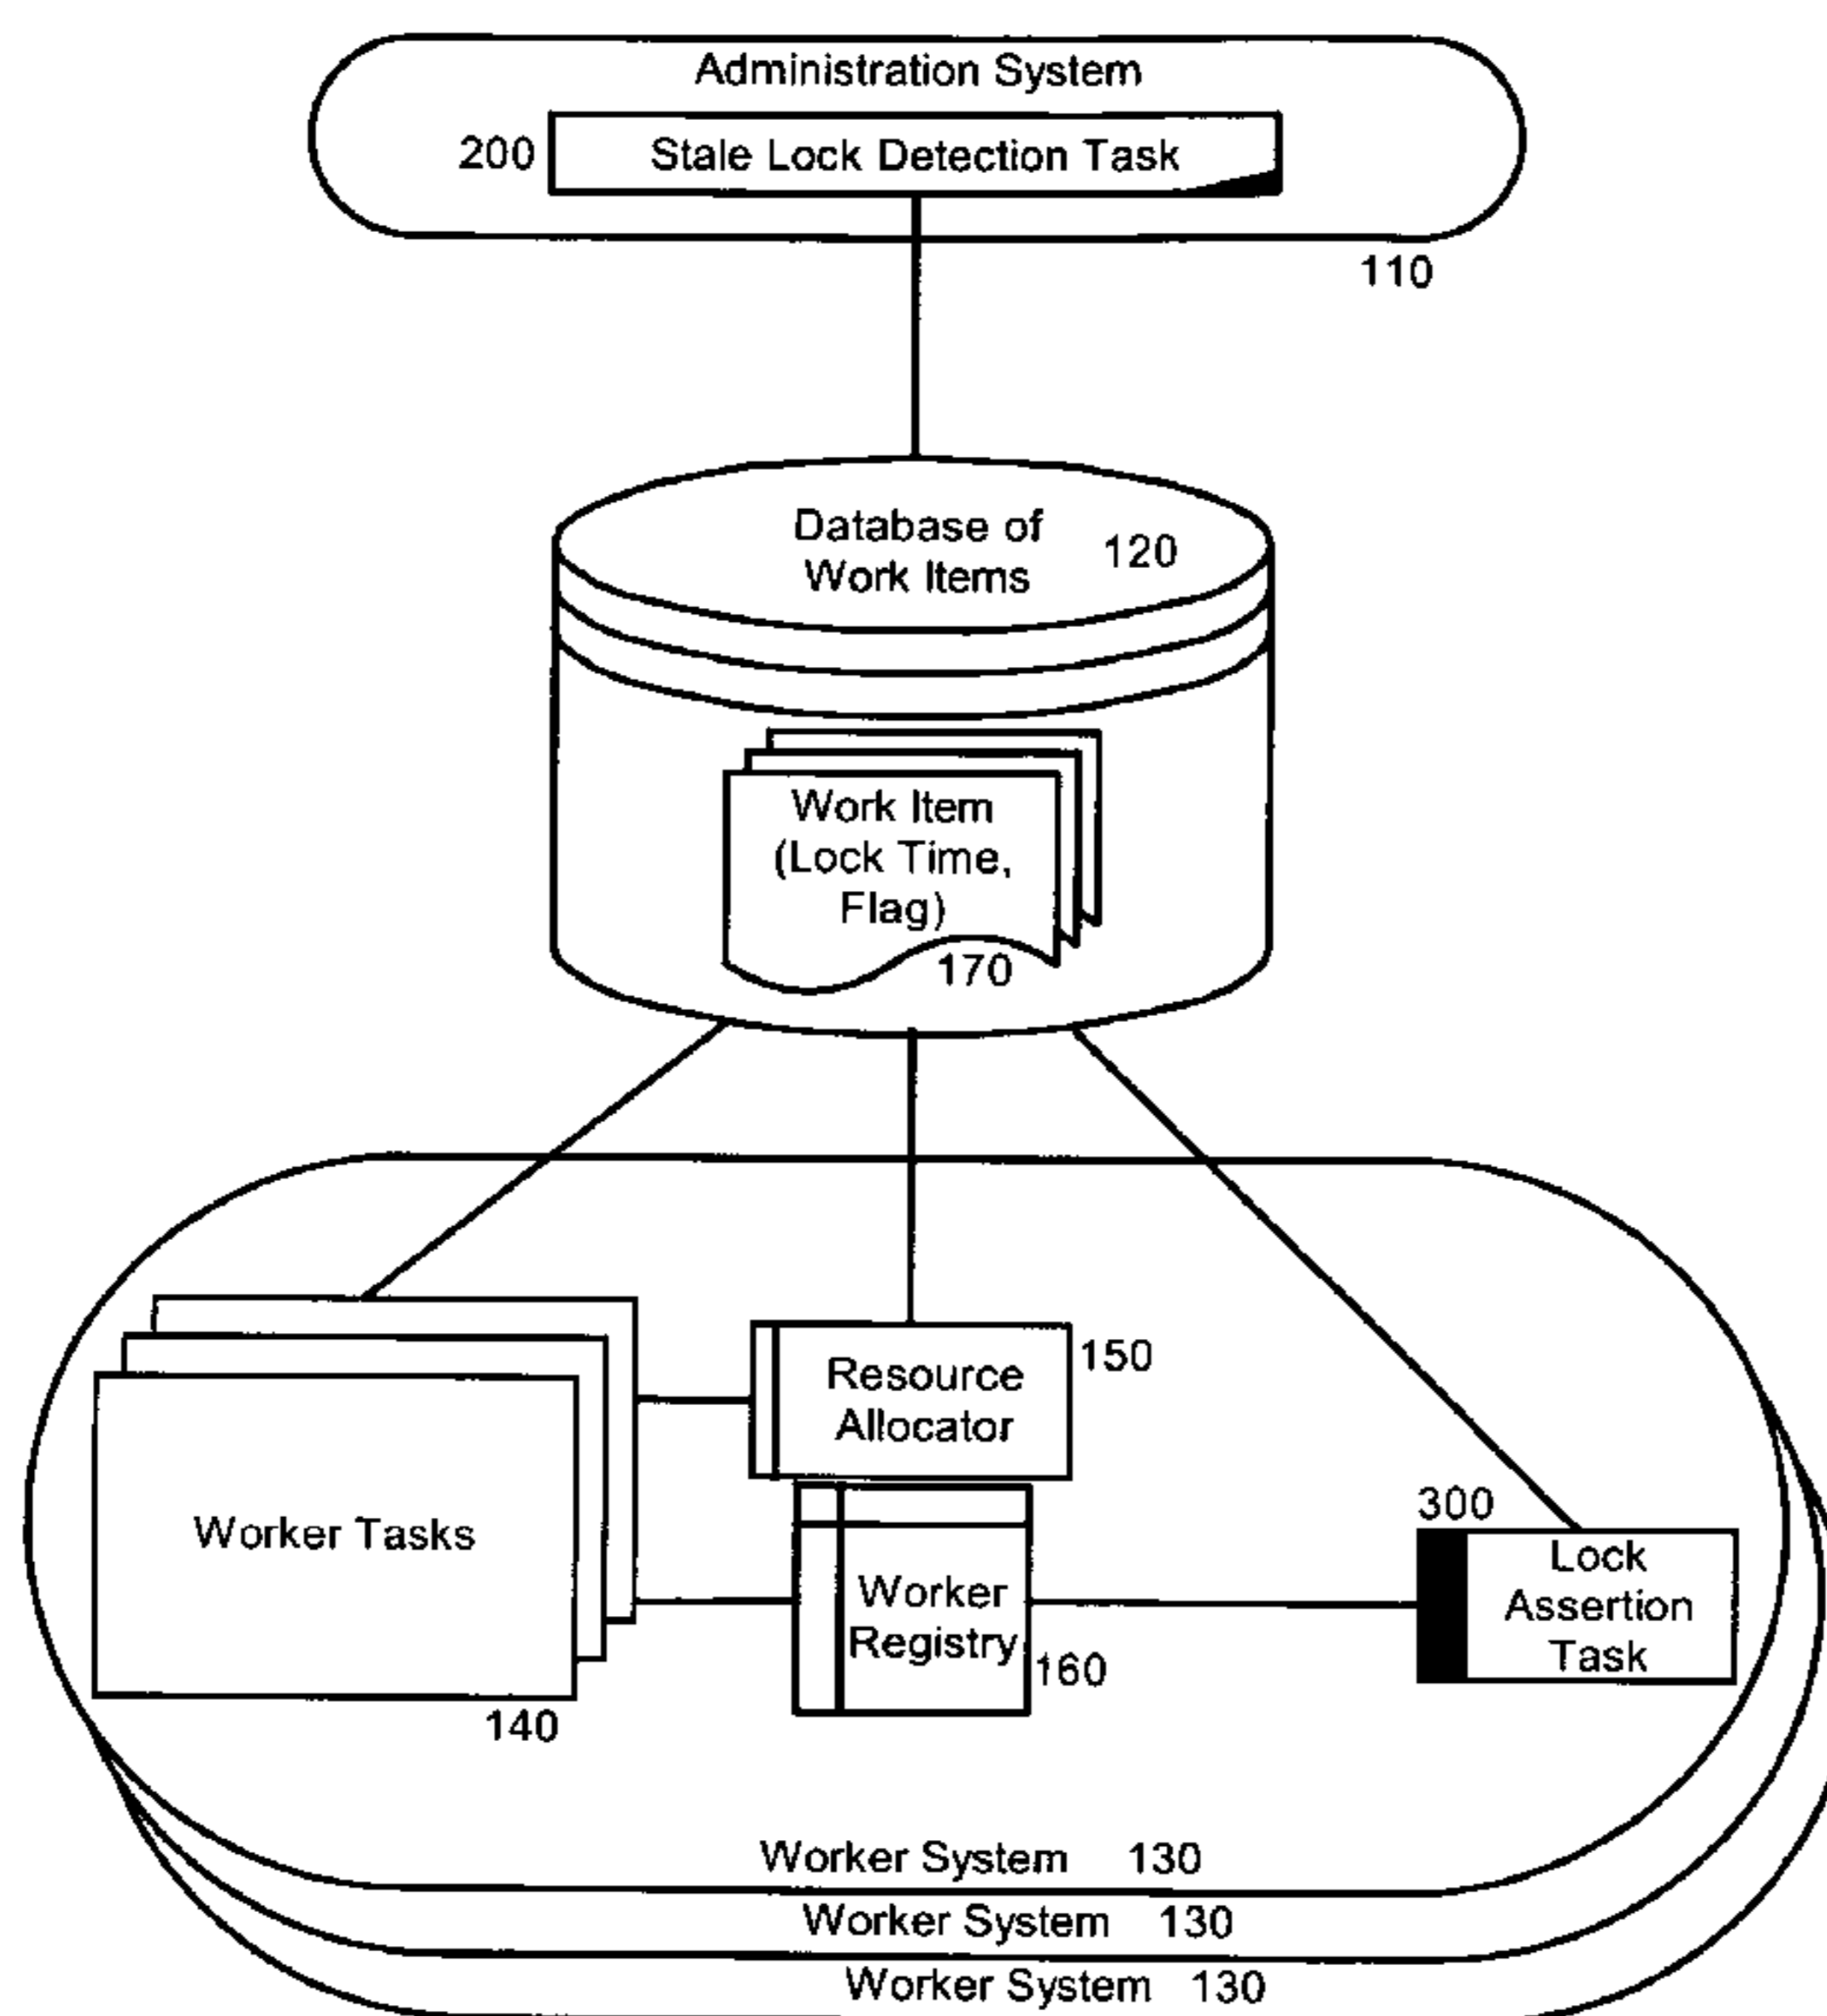 Administration System
200
Stale Lock Detection Task
110
Database of
Work Items
120
Work Item
(Lock Time,
Flag)
170
Resource
Allocator
150
Worker Tasks
140
Worker
Registry
160
300
Lock
Assertion
Task
Worker System 130
Worker System 130
Worker System 130